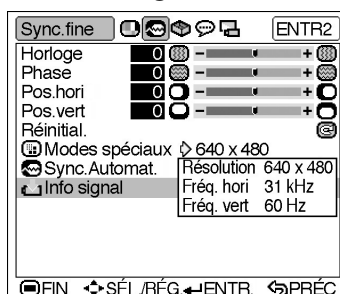 Sync.fine ENTR2
Horloge 0 - +
Phase 0 - +
Pos.hori 0 - +
Pos.vert 0 - +
Réinitial.
Modes spéciaux 640 x 480
Sync.Automat. Résolution 640 x 480
Info signal Fréq. hori 31 kHz
Fréq. vert 60 Hz
FIN SÉL./RÉG ENTR. PRÉC